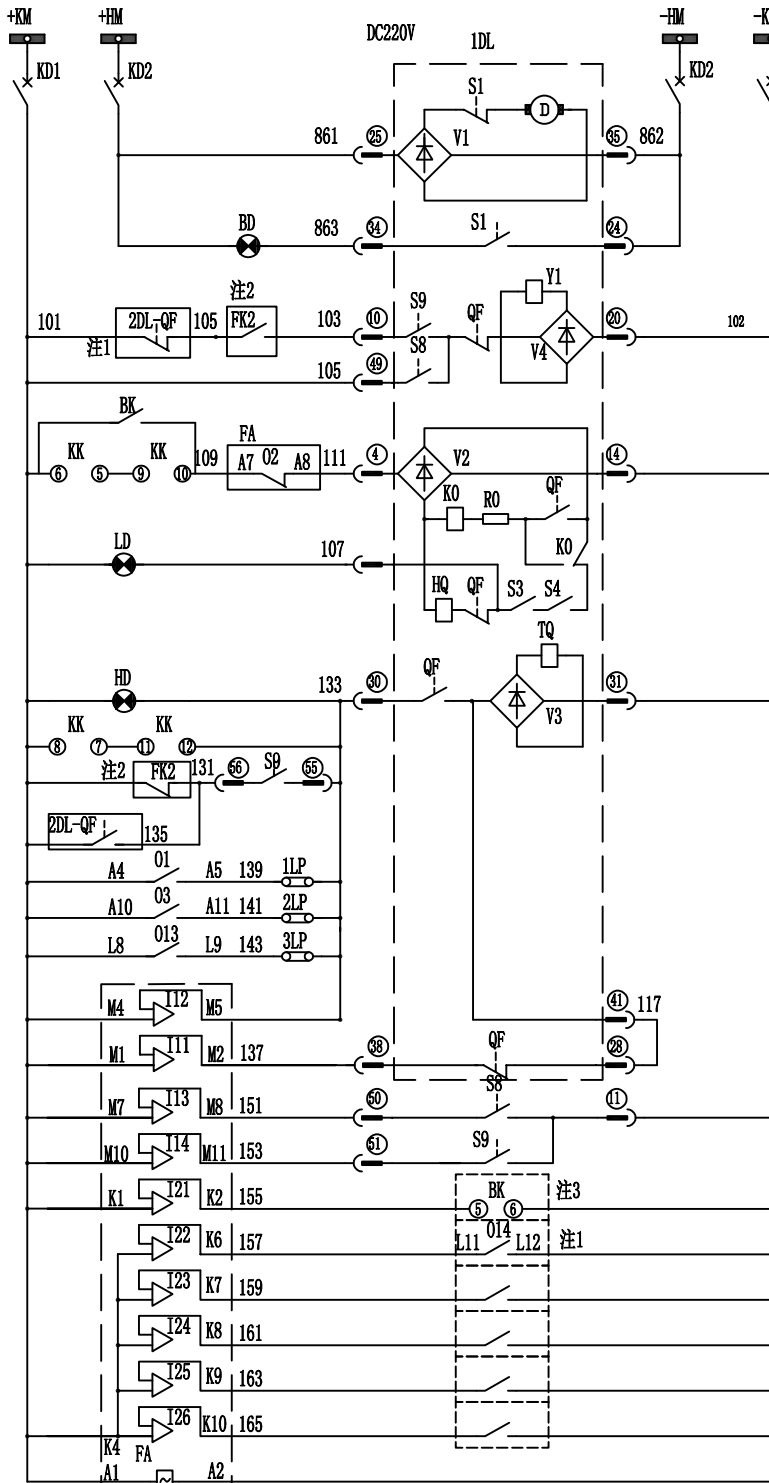 +KM +HM DC220V 1DL -HM -K
KD1 KD2 S1 KD2
D
861 25 V1 35 862
BD 863 34 S1 24
注2 Y1
101 2DL-QF 105 FK2 103 10 S9 QF 20 102
注1 V4
105 49 S8
BK
KK KK FA
6 5 9 10 109 A7 O2 A8 111 4 V2 14
KO RO QF
LD 107 KO
HQ QF S3 S4
TQ
HD 133 30 QF V3 31
KK KK
8 7 11 12
注2 FK2 131 56 S9 55
2DL-QF 135
A4 O1 A5 139 1LP
A10 O3 A11 141 2LP
L8 O13 L9 143 3LP
M4 I12 M5 41 117
M1 I11 M2 137 38 QF 28
M7 I13 M8 151 50 S8 11
M10 I14 M11 153 51 S9
K1 I21 K2 155 BK 5 6 注3
I22 K6 157 L11 O14 L12 注1
I23 K7 159
I24 K8 161
I25 K9 163
I26 K10 165
K4 FA
A1 A2